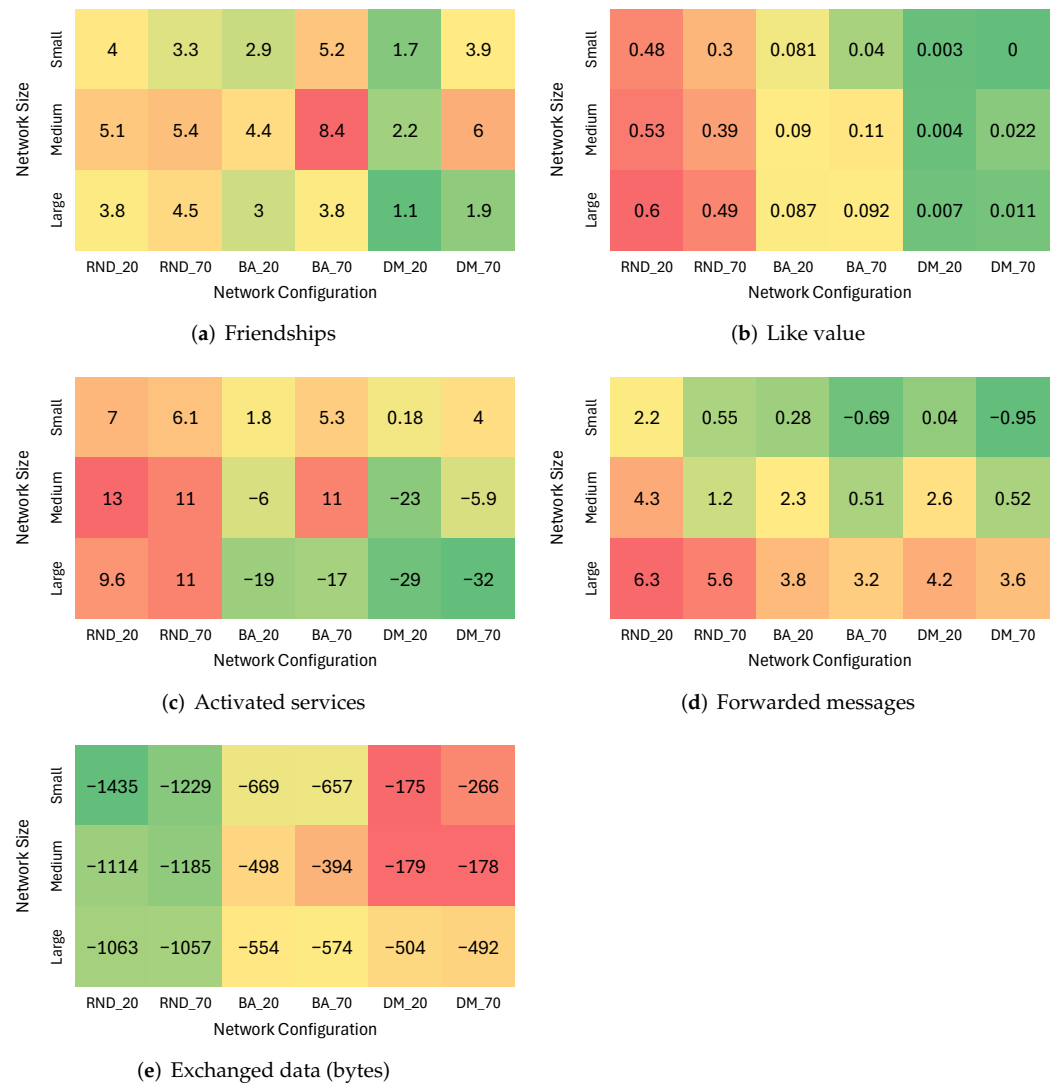 Network Size
Small 4 3.3 2.9 5.2 1.7 3.9
Medium 5.1 5.4 4.4 8.4 2.2 6
Large 3.8 4.5 3 3.8 1.1 1.9
RND_20 RND_70 BA_20 BA_70 DM_20 DM_70
Network Configuration
(a) Friendships
Network Size
Small 0.48 0.3 0.081 0.04 0.003 0
Medium 0.53 0.39 0.09 0.11 0.004 0.022
Large 0.6 0.49 0.087 0.092 0.007 0.011
RND_20 RND_70 BA_20 BA_70 DM_20 DM_70
Network Configuration
(b) Like value
Network Size
Small 7 6.1 1.8 5.3 0.18 4
Medium 13 11 −6 11 −23 −5.9
Large 9.6 11 −19 −17 −29 −32
RND_20 RND_70 BA_20 BA_70 DM_20 DM_70
Network Configuration
(c) Activated services
Network Size
Small 2.2 0.55 0.28 −0.69 0.04 −0.95
Medium 4.3 1.2 2.3 0.51 2.6 0.52
Large 6.3 5.6 3.8 3.2 4.2 3.6
RND_20 RND_70 BA_20 BA_70 DM_20 DM_70
Network Configuration
(d) Forwarded messages
Network Size
Small −1435 −1229 −669 −657 −175 −266
Medium −1114 −1185 −498 −394 −179 −178
Large −1063 −1057 −554 −574 −504 −492
RND_20 RND_70 BA_20 BA_70 DM_20 DM_70
Network Configuration
(e) Exchanged data (bytes)